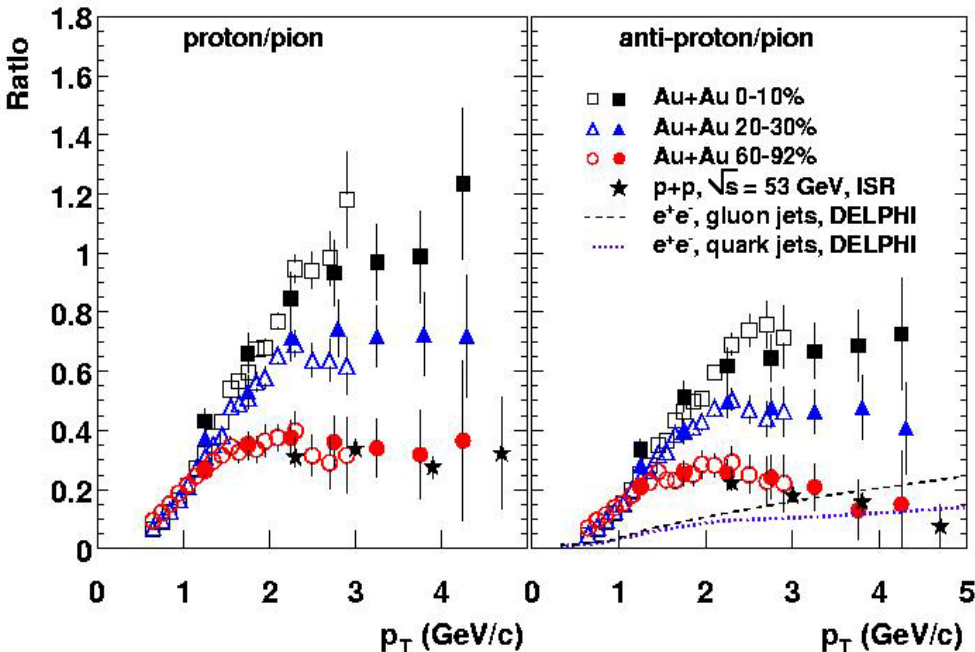 Ratio
1.8
1.6
1.4
1.2
1
0.8
0.6
0.4
0.2
0
proton/pion
anti-proton/pion
Au+Au 0-10%
Au+Au 20-30%
Au+Au 60-92%
p+p, √s = 53 GeV, ISR
e+e-, gluon jets, DELPHI
e+e-, quark jets, DELPHI
0 1 2 3 4 0 1 2 3 4 5
pT (GeV/c) pT (GeV/c)